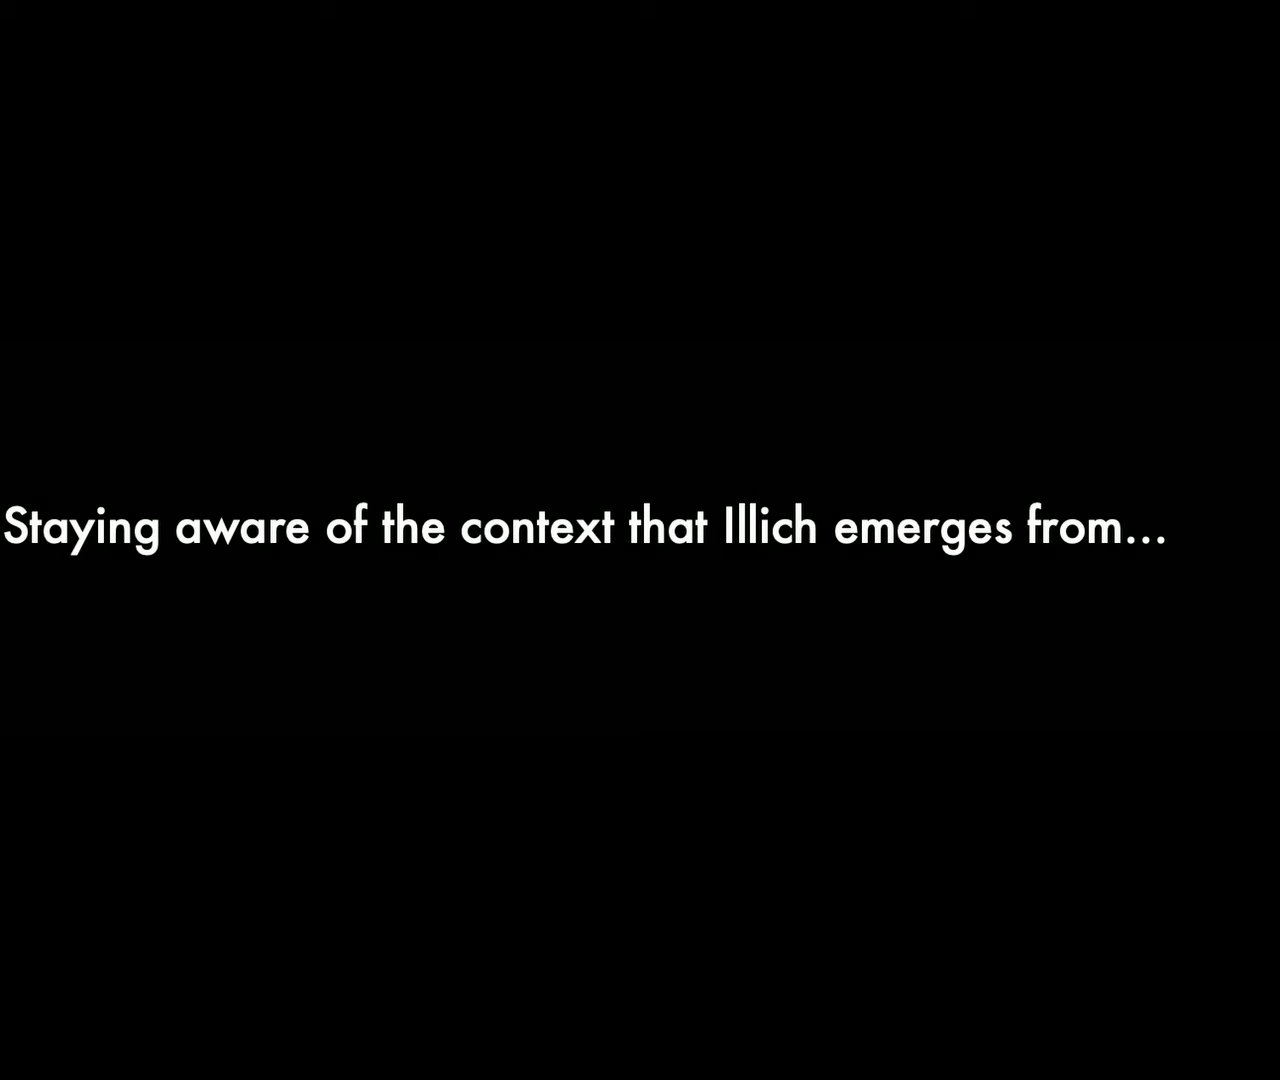 Staying aware of the context that Illich emerges from...